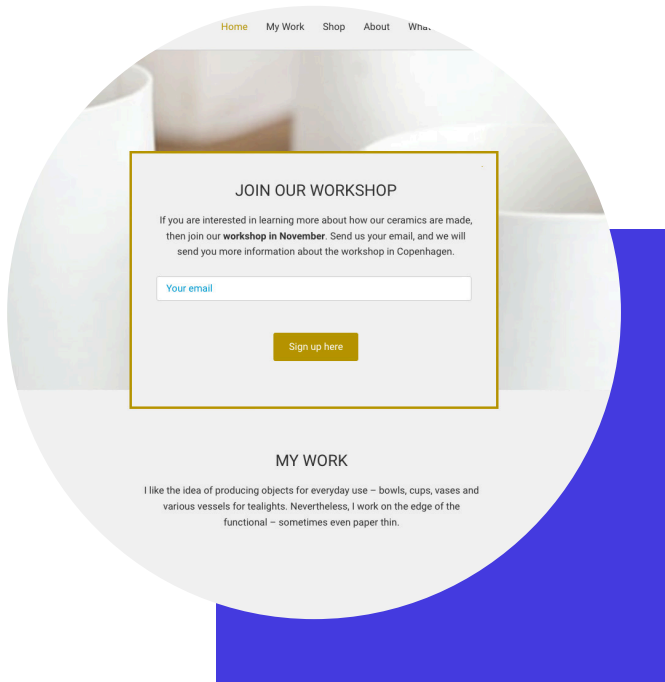 Home My Work Shop About
JOIN OUR WORKSHOP
If you are interested in learning more about how our ceramics are made,
then join our workshop in November. Send us your email, and we will
send you more information about the workshop in Copenhagen.
Your email
Sign up here
MY WORK
I like the idea of producing objects for everyday use – bowls, cups, vases and
various vessels for tealights. Nevertheless, I work on the edge of the
functional – sometimes even paper thin.